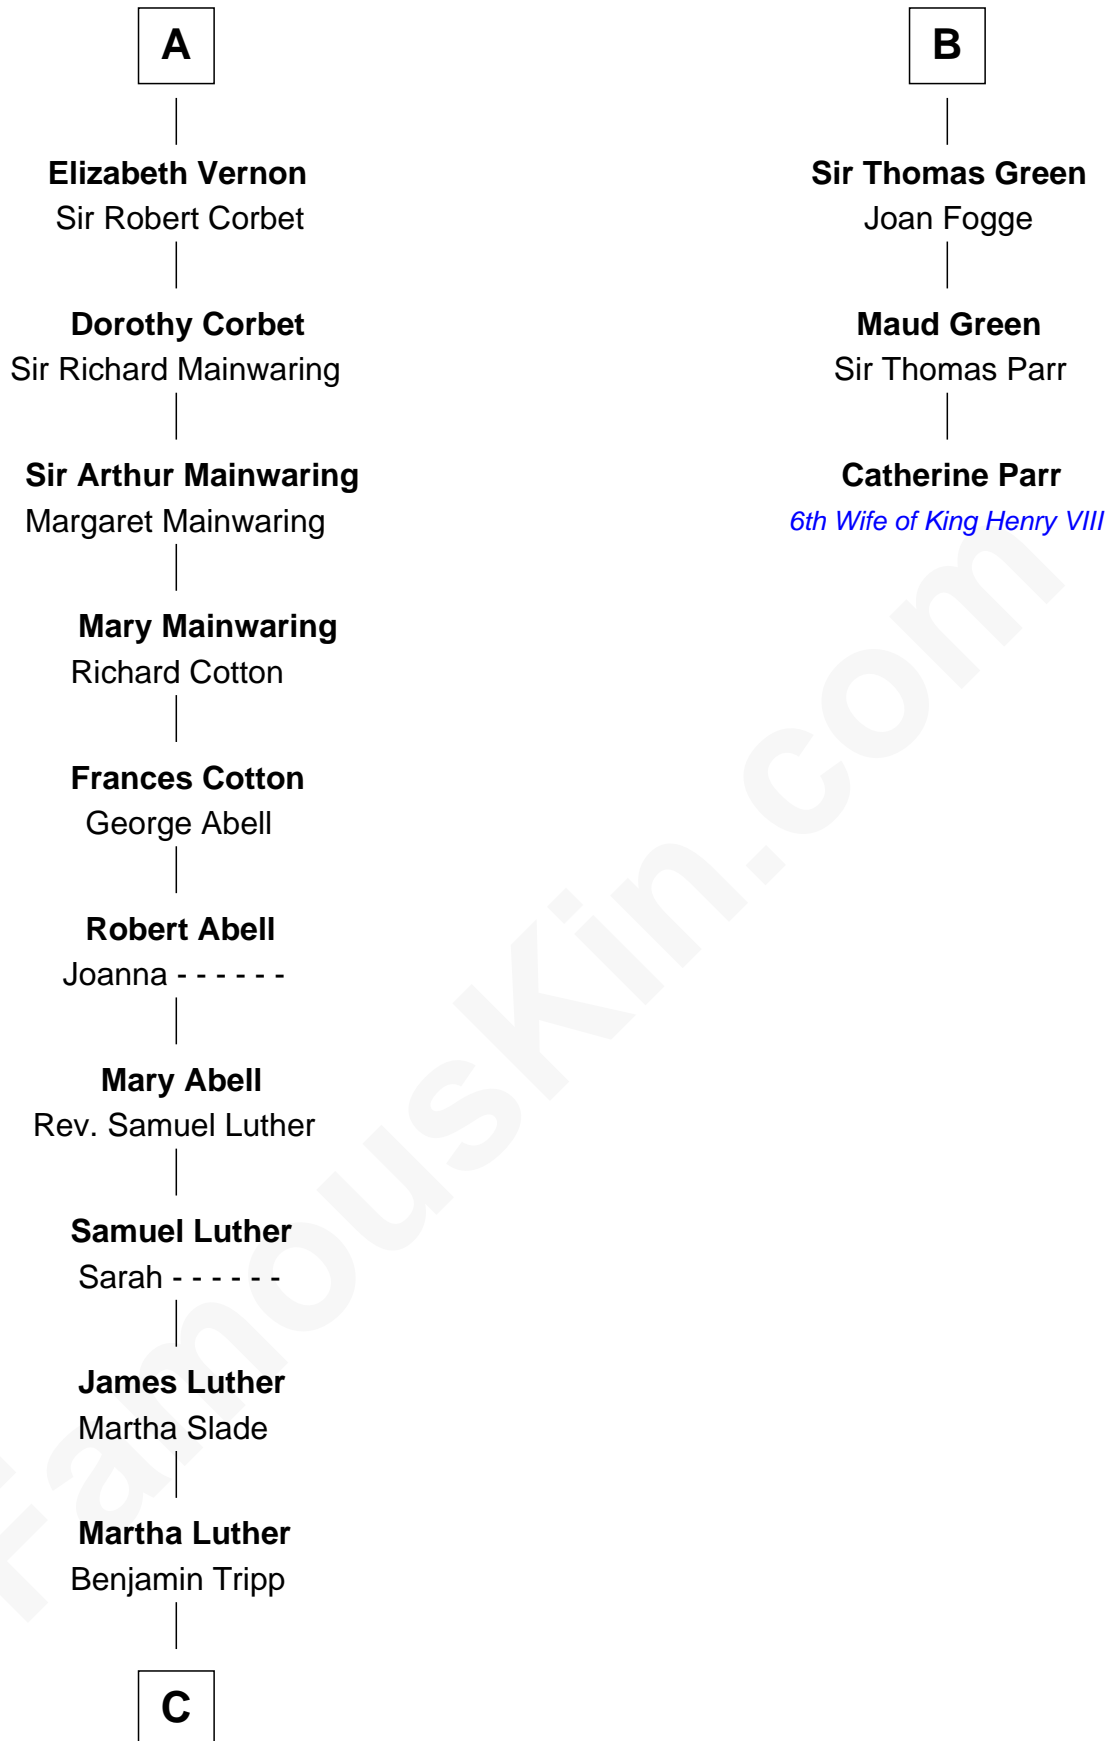 A
Elizabeth Vernon
Sir Robert Corbet
Dorothy Corbet
Sir Richard Mainwaring
Sir Arthur Mainwaring
Margaret Mainwaring
Mary Mainwaring
Richard Cotton
Frances Cotton
George Abell
Robert Abell
Joanna - - - - - -
Mary Abell
Rev. Samuel Luther
Samuel Luther
Sarah - - - - - -
James Luther
Martha Slade
Martha Luther
Benjamin Tripp
C
B
Sir Thomas Green
Joan Fogge
Maud Green
Sir Thomas Parr
Catherine Parr
6th Wife of King Henry VIII
FamousKin.com